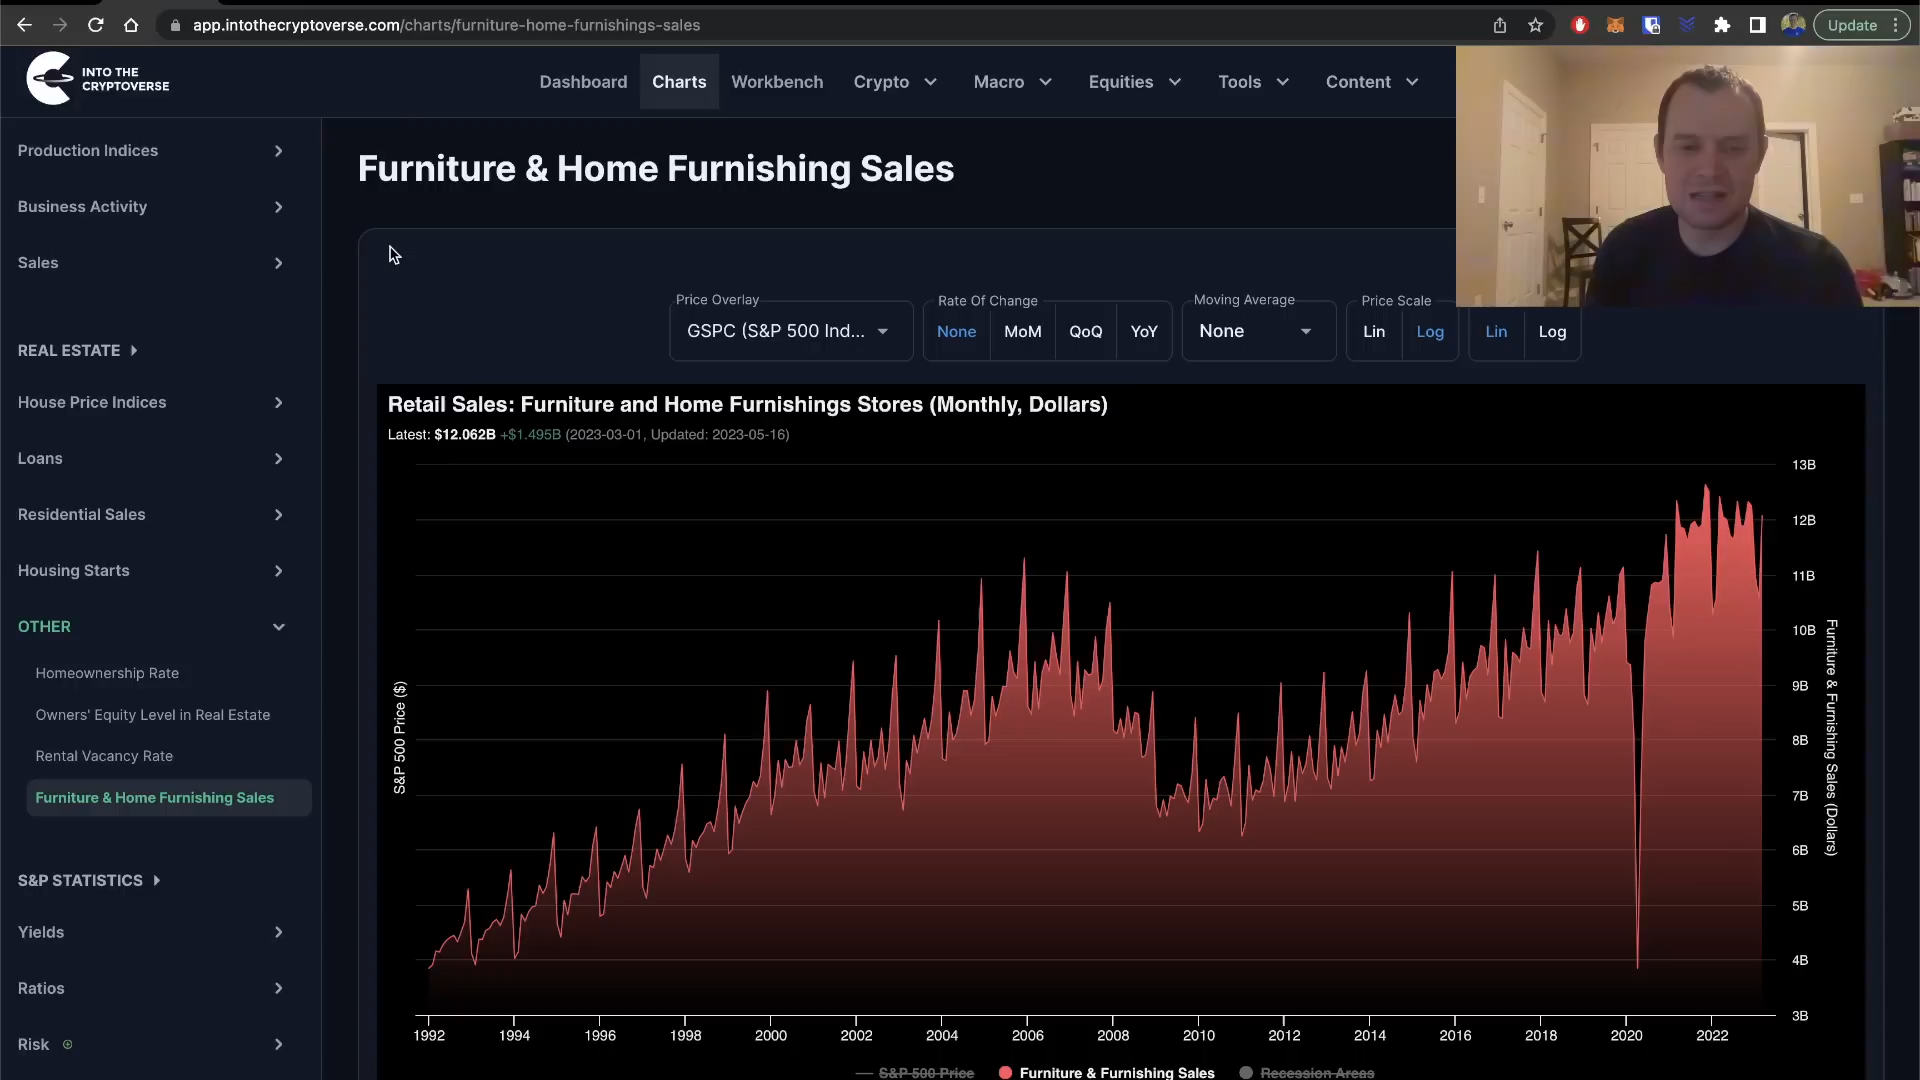 app.intothecryptoverse.com/charts/furniture-home-furnishings-sales
Update
INTO THE
CRYPTOVERSE
Dashboard
Charts
Workbench
Crypto
Macro
Equities
Tools
Content
Production Indices
Business Activity
Sales
REAL ESTATE
House Price Indices
Loans
Residential Sales
Housing Starts
OTHER
Homeownership Rate
Owners' Equity Level in Real Estate
Rental Vacancy Rate
Furniture & Home Furnishing Sales
S&P STATISTICS
Yields
Ratios
Risk
Furniture & Home Furnishing Sales
Price Overlay
GSPC (S&P 500 Ind...
Rate Of Change
None MoM QoQ YoY
Moving Average
None
Price Scale
Lin Log
Lin Log
Retail Sales: Furniture and Home Furnishings Stores (Monthly, Dollars)
Latest: $12.062B +$1.495B (2023-03-01, Updated: 2023-05-16)
13B
12B
11B
10B
9B
8B
7B
6B
5B
4B
3B
S&P 500 Price ($)
Furniture & Furnishing Sales (Dollars)
1992 1994 1996 1998 2000 2002 2004 2006 2008 2010 2012 2014 2016 2018 2020 2022
S&P 500 Price Furniture & Furnishing Sales Recession Areas